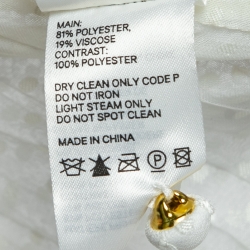 MAIN:
81% POLYESTER,
19% VISCOSE
CONTRAST:
100% POLYESTER
DRY CLEAN ONLY CODE P
DO NOT IRON
LIGHT STEAM ONLY
DO NOT SPOT CLEAN
MADE IN CHINA
P